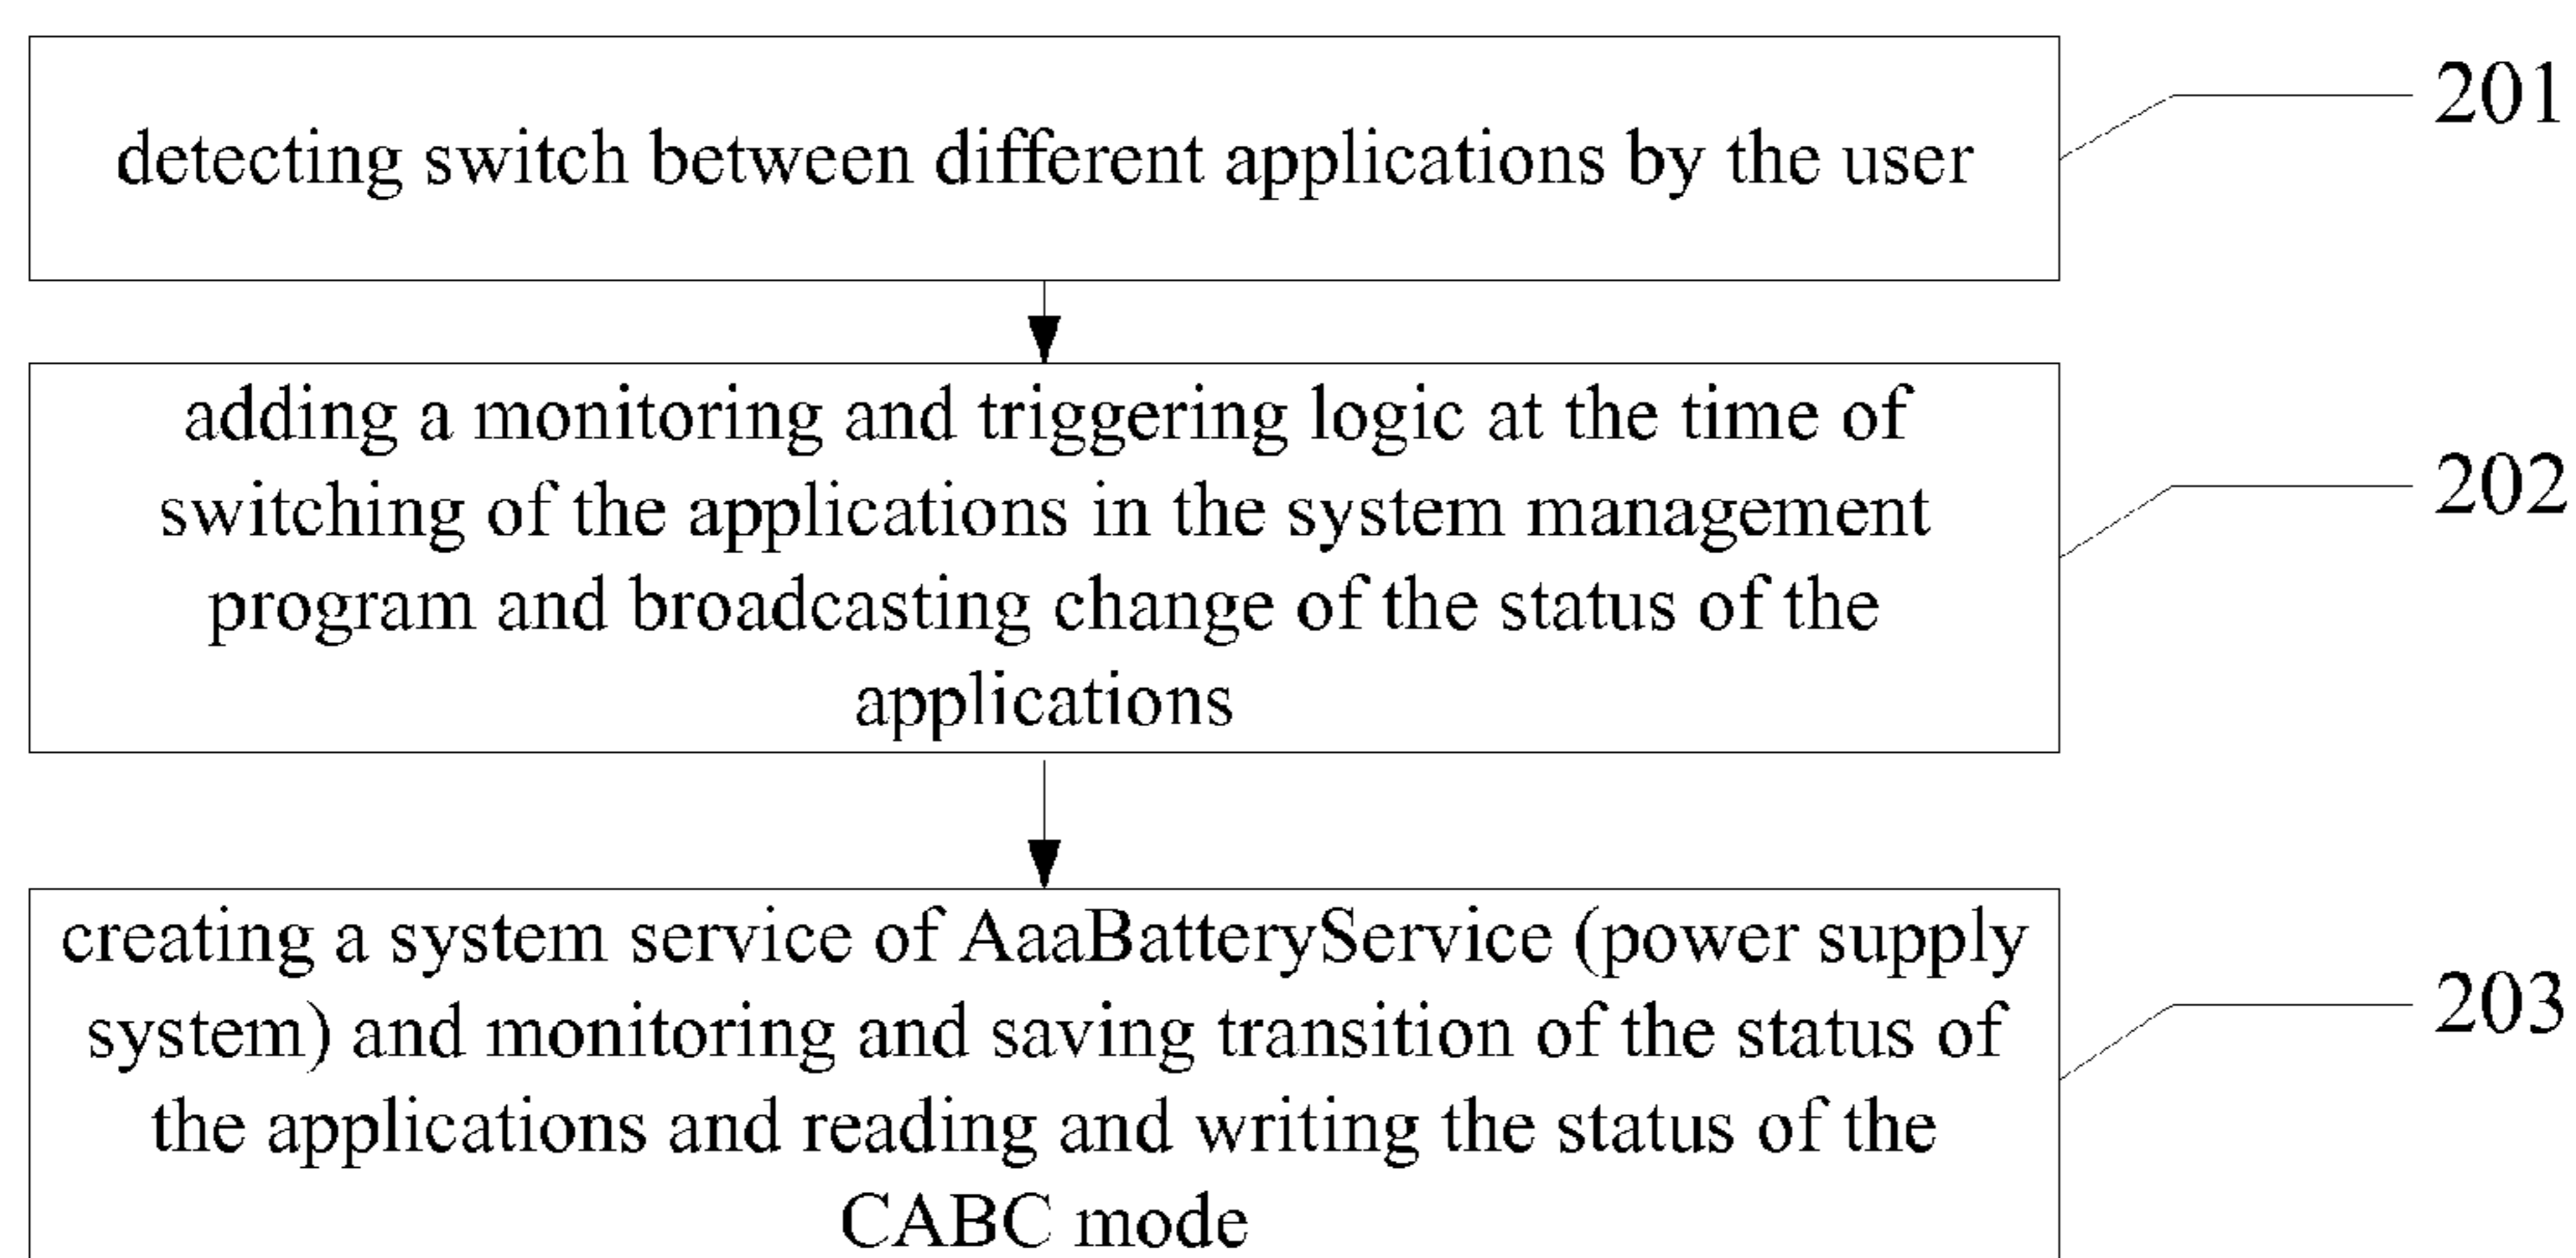 detecting switch between different applications by the user
201
adding a monitoring and triggering logic at the time of
switching of the applications in the system management
program and broadcasting change of the status of the
applications
202
creating a system service of AaaBatteryService (power supply
system) and monitoring and saving transition of the status of
the applications and reading and writing the status of the
CABC mode
203